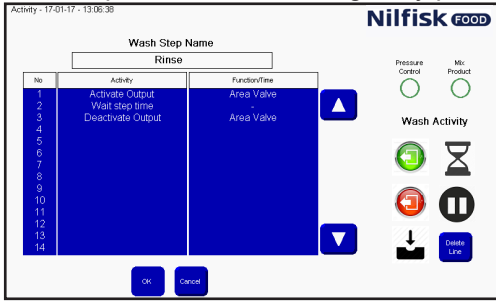 Activity - 17-01-17 - 13:06:38
Nilfisk FOOD
Wash Step Name
Rinse
Pressure Control
Mix Product
No Activity Function/Time
1 Activate Output Area Valve
2 Wait step time -
3 Deactivate Output Area Valve
4
5
6
7
8
9
10
11
12
13
14
Wash Activity
Delete Line
OK Cancel